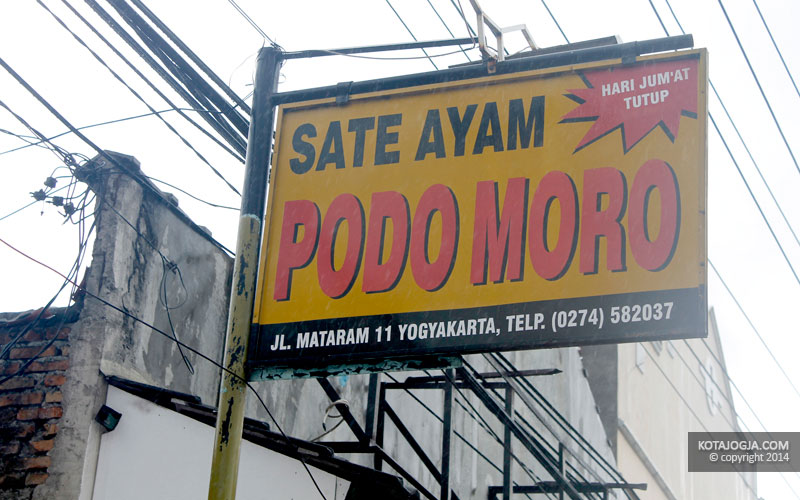 HARI JUM'AT
TUTUP
SATE AYAM
PODO MORO
JL. MATARAM 11 YOGYAKARTA, TELP. (0274) 582037
KOTAJOGJA.COM
© copyright 2014